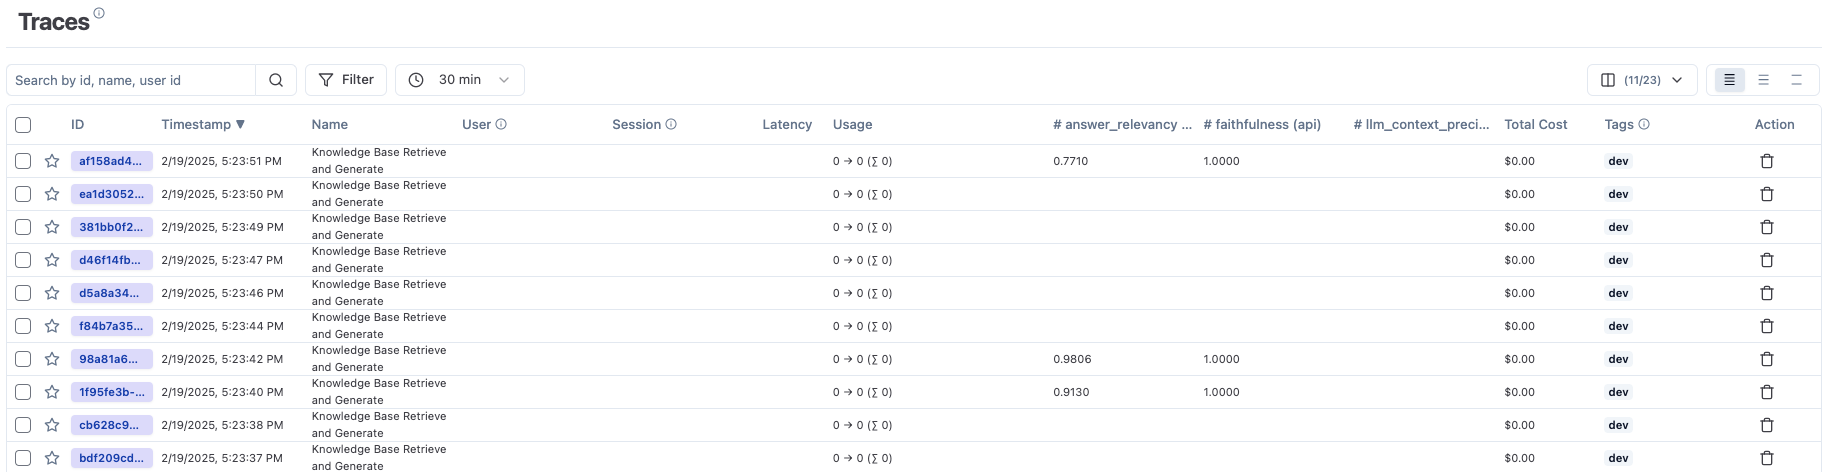 Traces
Search by id, name, user id Filter 30 min (11/23)
ID Timestamp ▼ Name User Session Latency Usage # answer_relevancy ... # faithfulness (api) # llm_context_preci... Total Cost Tags Action
af158ad4... 2/19/2025, 5:23:51 PM Knowledge Base Retrieve and Generate 0 → 0 (∑ 0) 0.7710 1.0000 $0.00 dev
ea1d3052... 2/19/2025, 5:23:50 PM Knowledge Base Retrieve and Generate 0 → 0 (∑ 0) $0.00 dev
381bb0f2... 2/19/2025, 5:23:49 PM Knowledge Base Retrieve and Generate 0 → 0 (∑ 0) $0.00 dev
d46f14fb... 2/19/2025, 5:23:47 PM Knowledge Base Retrieve and Generate 0 → 0 (∑ 0) $0.00 dev
d5a8a34... 2/19/2025, 5:23:46 PM Knowledge Base Retrieve and Generate 0 → 0 (∑ 0) $0.00 dev
f84b7a35... 2/19/2025, 5:23:44 PM Knowledge Base Retrieve and Generate 0 → 0 (∑ 0) $0.00 dev
98a81a6... 2/19/2025, 5:23:42 PM Knowledge Base Retrieve and Generate 0 → 0 (∑ 0) 0.9806 1.0000 $0.00 dev
1f95fe3b-... 2/19/2025, 5:23:40 PM Knowledge Base Retrieve and Generate 0 → 0 (∑ 0) 0.9130 1.0000 $0.00 dev
cb628c9... 2/19/2025, 5:23:38 PM Knowledge Base Retrieve and Generate 0 → 0 (∑ 0) $0.00 dev
bdf209cd... 2/19/2025, 5:23:37 PM Knowledge Base Retrieve and Generate 0 → 0 (∑ 0) $0.00 dev